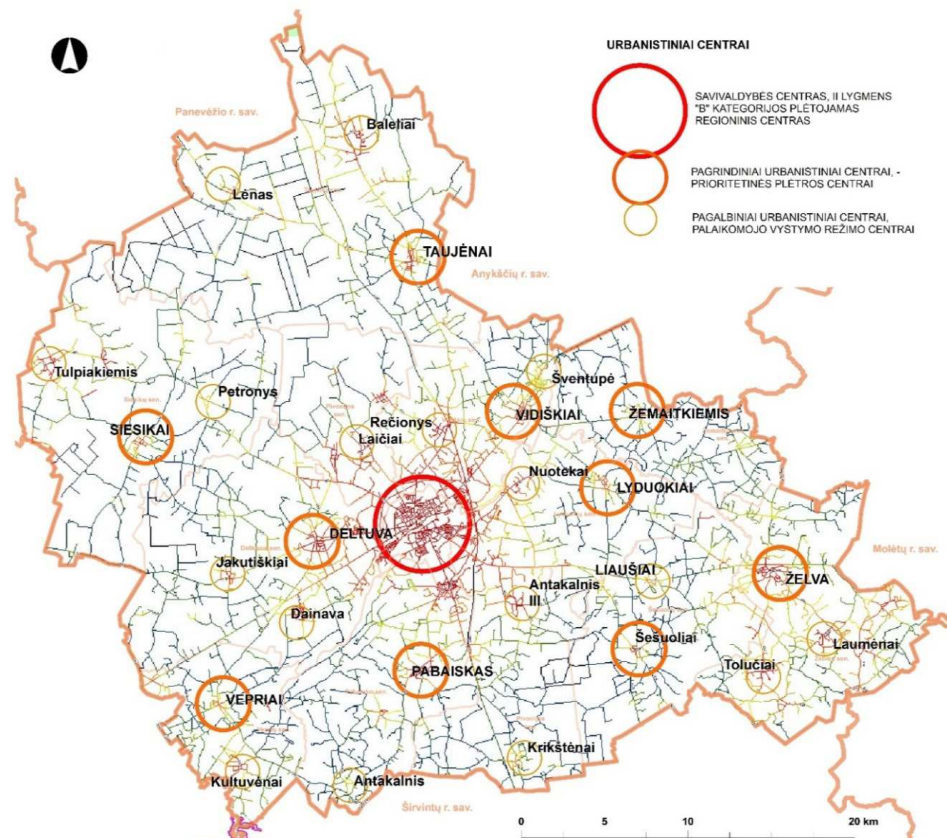 URBANISTINIAI CENTRAI
SAVIVALDYBĖS CENTRAS, II LYGMENS
"B" KATEGORIJOS PLĖTOJAMAS
REGIONINIS CENTRAS
PAGRINDINIAI URBANISTINIAI CENTRAI, -
PRIORITETINĖS PLĖTROS CENTRAI
PAGALBINIAI URBANISTINIAI CENTRAI,
PALAIKOMOJO VYSTYMO REŽIMO CENTRAI
Panevėžio r. sav.
Baleliai
Lėnas
TAUJĖNAI
Anykščių r. sav.
Tulpiakiemis
Petronys
Šventupė
SIESIKAI
VIDIŠKIAI
ŽEMAITKIEMIS
Rečionys
Laičiai
Nuotekai
LYDUOKIAI
DELTUVA
Molėtų r. sav.
Jakutiškiai
LIAUŠIAI
ŽELVA
Antakalnis
III
Dainava
Šešuoliai
Laumėnai
Tolučiai
PABAISKAS
VEPRIAI
Krikštėnai
Kultuvėnai
Antakalnis
Širvintų r. sav.
0 5 10 20 km